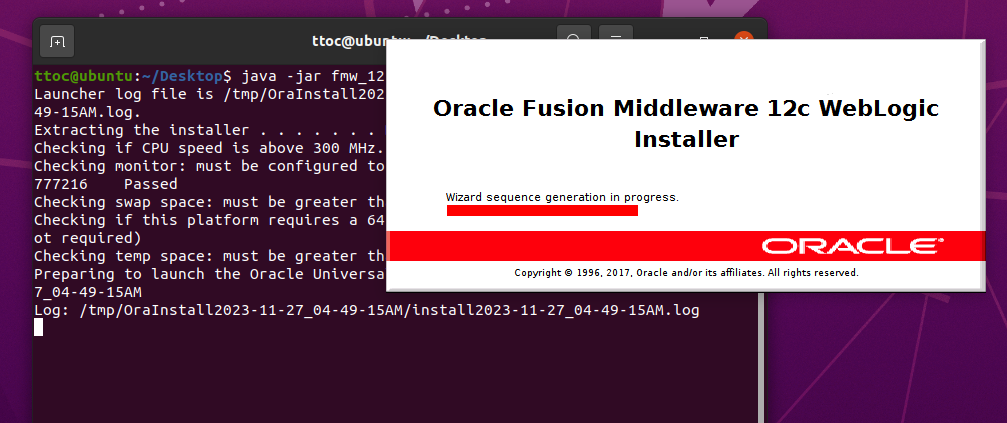 ttoc@ubuntu: ~/Desktop
ttoc@ubuntu:~/Desktop$ java -jar fmw_12
Launcher log file is /tmp/OraInstall202
49-15AM.log.
Extracting the installer . . . . . . .
Checking if CPU speed is above 300 MHz.
Checking monitor: must be configured to
777216    Passed
Checking swap space: must be greater th
Checking if this platform requires a 64
ot required)
Checking temp space: must be greater th
Preparing to launch the Oracle Universa
7_04-49-15AM
Log: /tmp/OraInstall2023-11-27_04-49-15AM/install2023-11-27_04-49-15AM.log
Oracle Fusion Middleware 12c WebLogic
Installer
Wizard sequence generation in progress.
ORACLE®
Copyright © 1996, 2017, Oracle and/or its affiliates. All rights reserved.